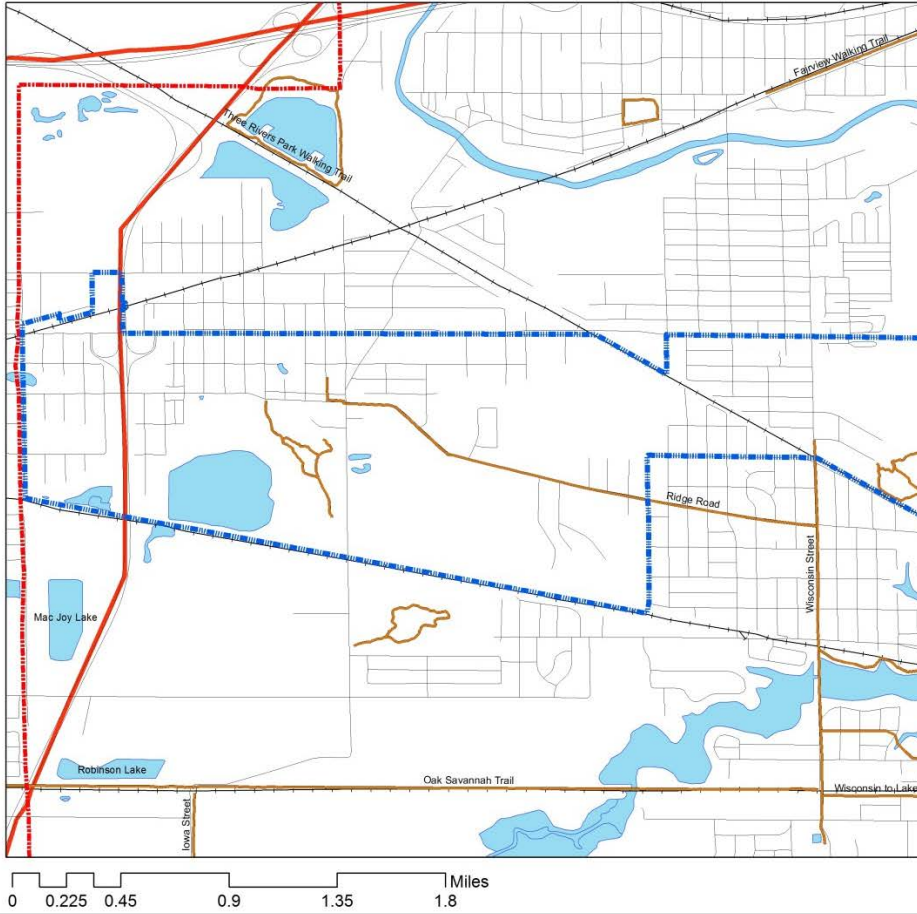 Fairview Walking Trail
Three Rivers Park Walking Trail
Ridge Road
Wisconsin Street
Mac Joy Lake
Robinson Lake
Oak Savannah Trail
Wisconsin to Lake
Iowa Street
Miles
0 0.225 0.45 0.9 1.35 1.8